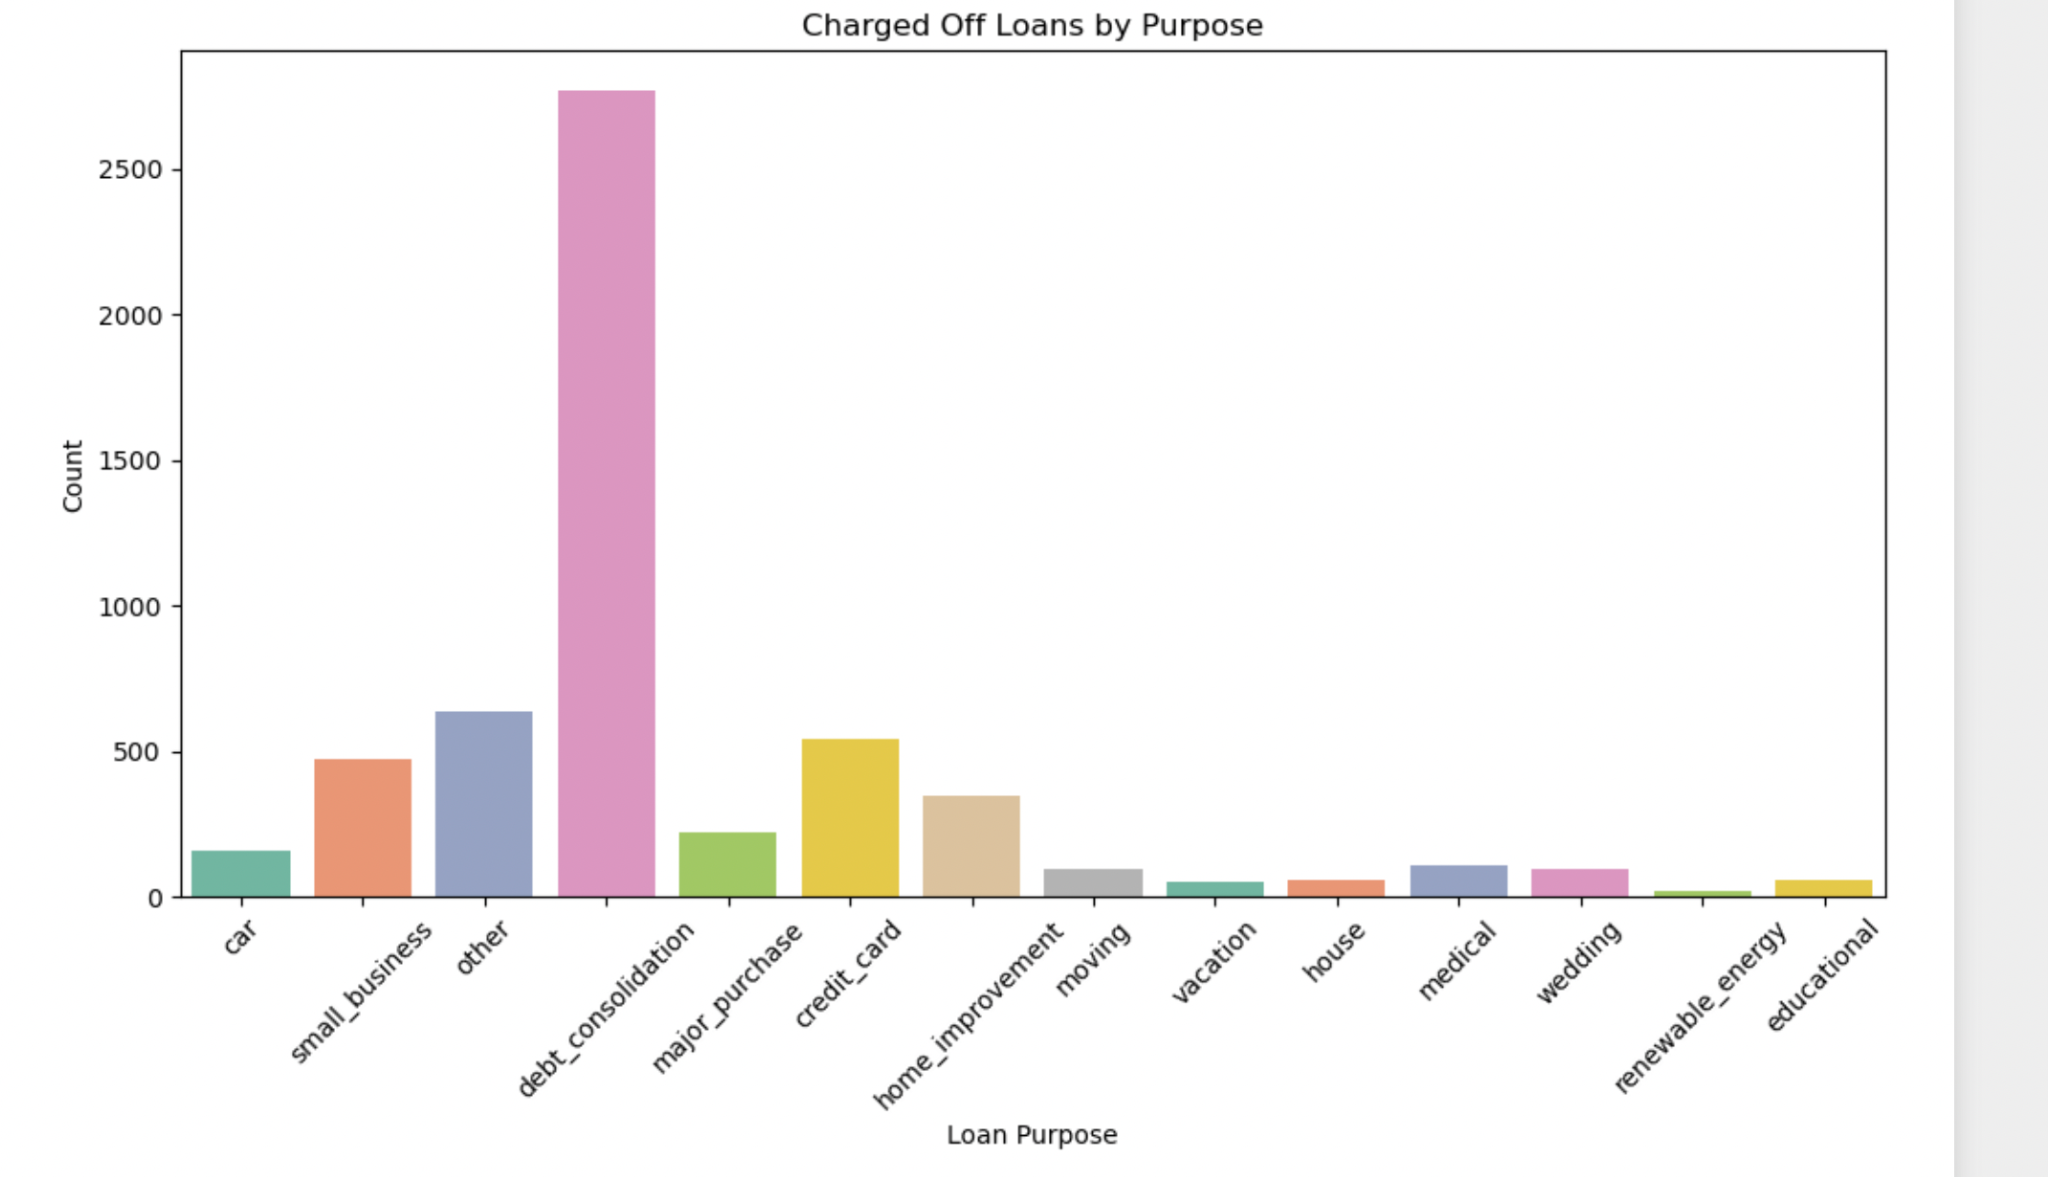 Charged Off Loans by Purpose
2500
2000
1500
1000
500
0
Count
car
small_business
other
debt_consolidation
major_purchase
credit_card
home_improvement
moving
vacation
house
medical
wedding
renewable_energy
educational
Loan Purpose